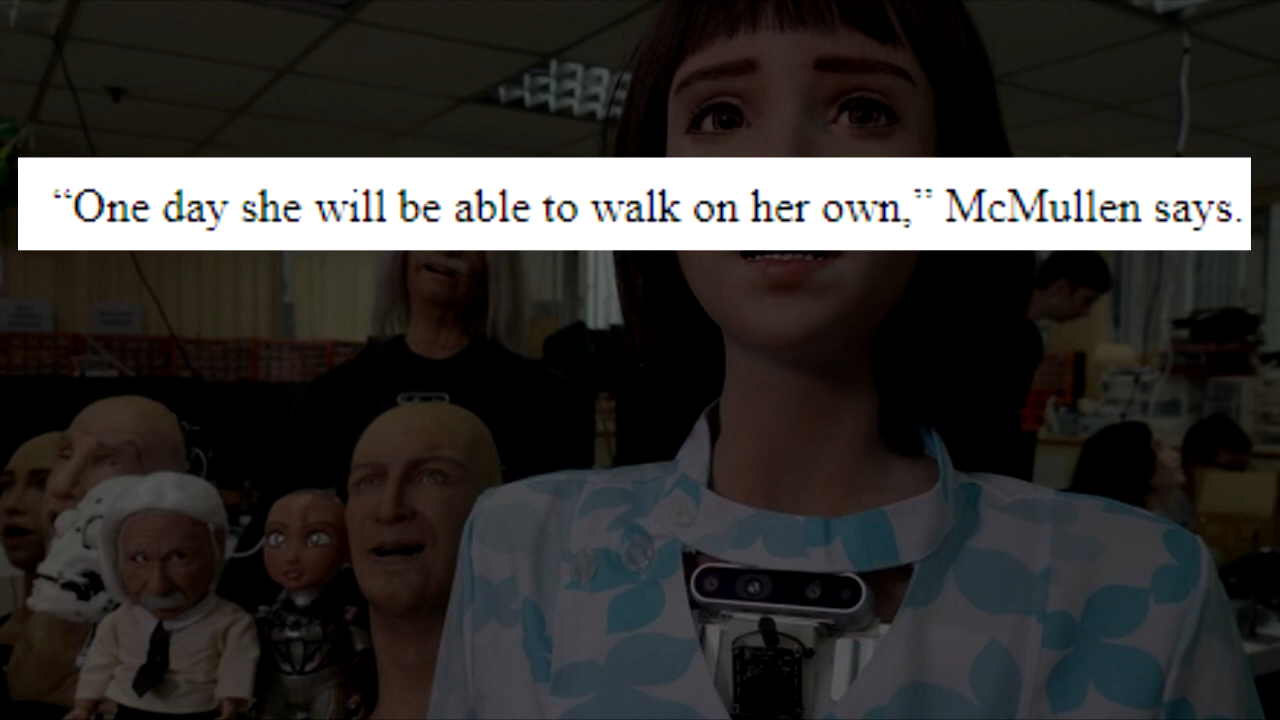 “One day she will be able to walk on her own,” McMullen says.